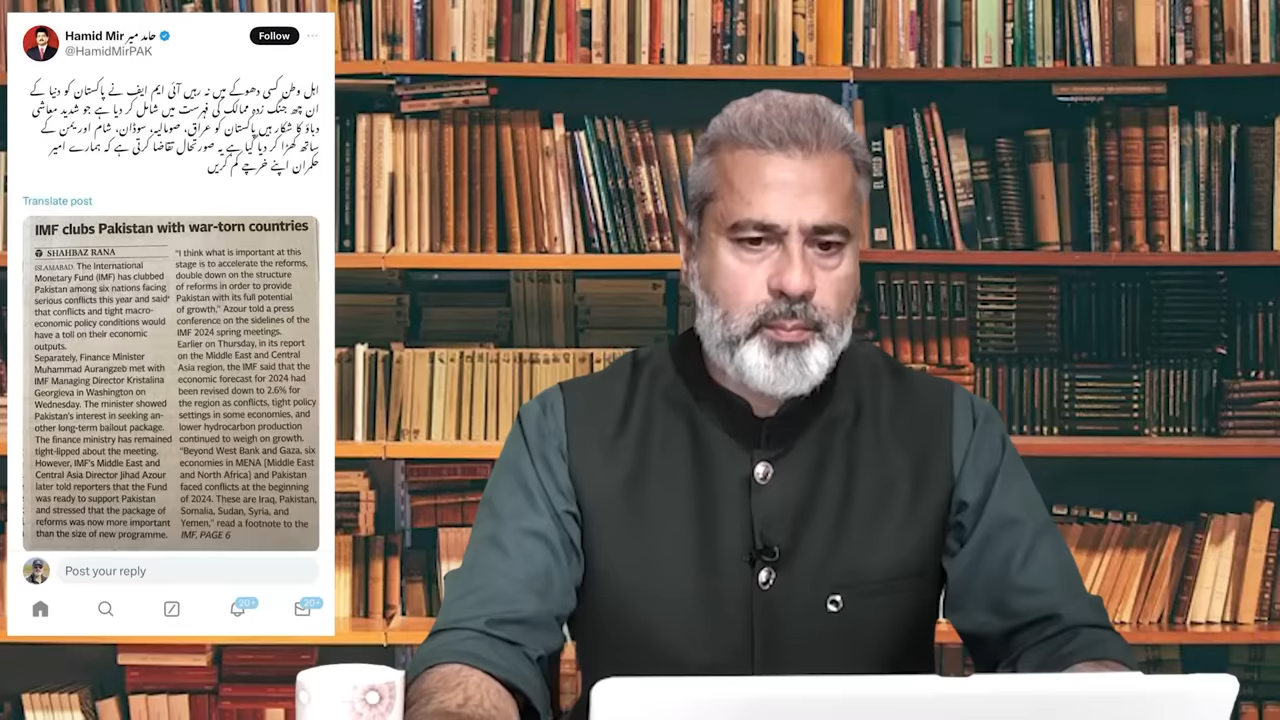 Hamid Mir حامد میر
@HamidMirPAK
Follow
اہل وطن کسی دھوکے میں نہ رہیں آئی ایم ایف نے پاکستان کو دنیا کے
ان چھ جنگ زدہ ممالک کی فہرست میں شامل کر دیا ہے جو شدید معاشی
دباؤ کا شکار ہیں پاکستان کو عراق، صومالیہ، سوڈان، شام اور یمن کے
ساتھ کھڑا کر دیا گیا ہے یہ صورتحال تقاضا کرتی ہے کہ ہمارے امیر
حکمران اپنے خرچے کم کریں
Translate post
IMF clubs Pakistan with war-torn countries
SHAHBAZ RANA
ISLAMABAD. The International
Monetary Fund (IMF) has clubbed
Pakistan among six nations facing
serious conflicts this year and said
that conflicts and tight macro-
economic policy conditions would
have a toll on their economic
outputs.
Separately, Finance Minister
Muhammad Aurangzeb met with
IMF Managing Director Kristalina
Georgieva in Washington on
Wednesday. The minister showed
Pakistan's interest in seeking an-
other long-term bailout package.
The finance ministry has remained
tight-lipped about the meeting.
However, IMF's Middle East and
Central Asia Director Jihad Azour
later told reporters that the Fund
was ready to support Pakistan
and stressed that the package of
reforms was now more important
than the size of new programme.
"I think what is important at this
stage is to accelerate the reforms,
double down on the structure
of reforms in order to provide
Pakistan with its full potential
of growth," Azour told a press
conference on the sidelines of the
IMF 2024 spring meetings.
Earlier on Thursday, in its report
on the Middle East and Central
Asia region, the IMF said that the
economic forecast for 2024 had
been revised down to 2.6% for
the region as conflicts, tight policy
settings in some economies, and
lower hydrocarbon production
continued to weigh on growth.
"Beyond West Bank and Gaza, six
economies in MENA [Middle East
and North Africa] and Pakistan
faced conflicts at the beginning
of 2024. These are Iraq, Pakistan,
Somalia, Sudan, Syria, and
Yemen," read a footnote to the
IMF, PAGE 6
Post your reply
20+
20+
EL SIGLO XX